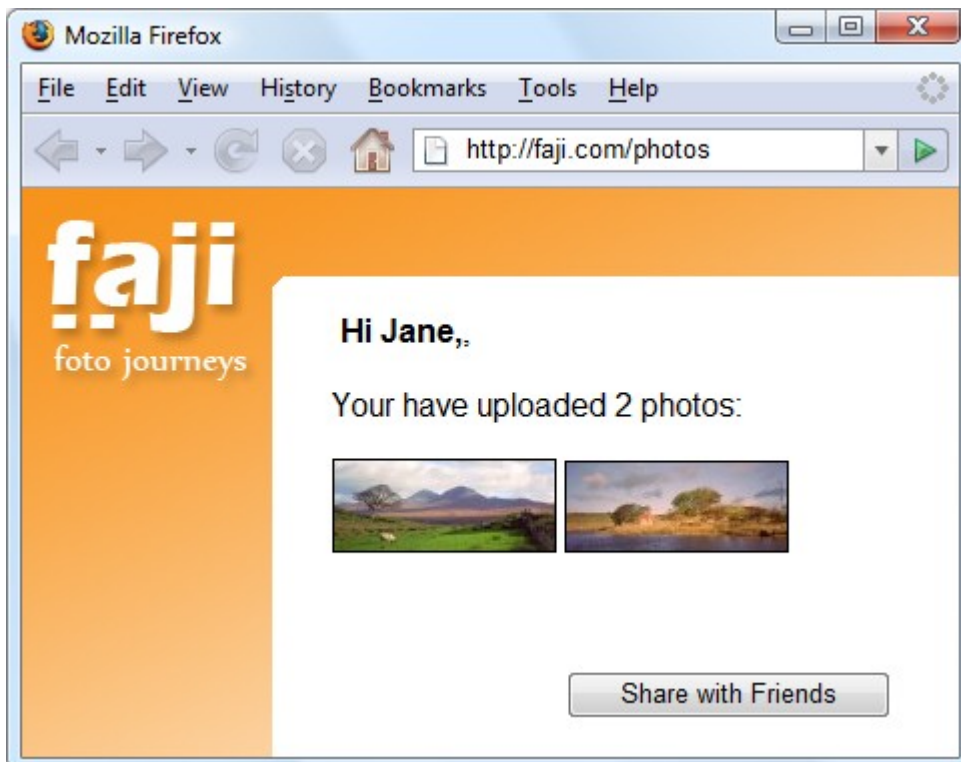 Mozilla Firefox
File Edit View History Bookmarks Tools Help
http://faji.com/photos
faji
foto journeys
Hi Jane,,
Your have uploaded 2 photos:
Share with Friends